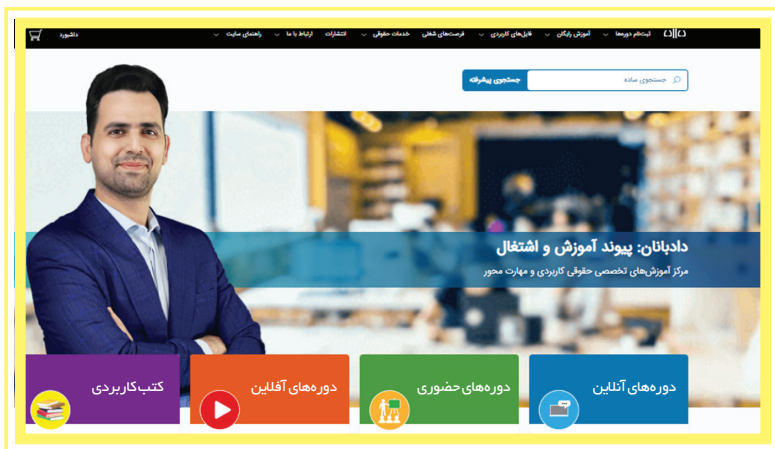 ثبت‌نام دوره‌ها
آموزش رایگان
فایل‌های کاربردی
فرصت‌های شغلی
خدمات حقوقی
انتشارات
ارتباط با ما
راهنمای سایت
داشبورد
جستجوی ساده
جستجوی پیشرفته
دادبانان: پیوند آموزش و اشتغال
مرکز آموزش‌های تخصصی حقوقی کاربردی و مهارت محور
دوره‌های آنلاین
دوره‌های حضوری
دوره‌های آفلاین
کتب کاربردی